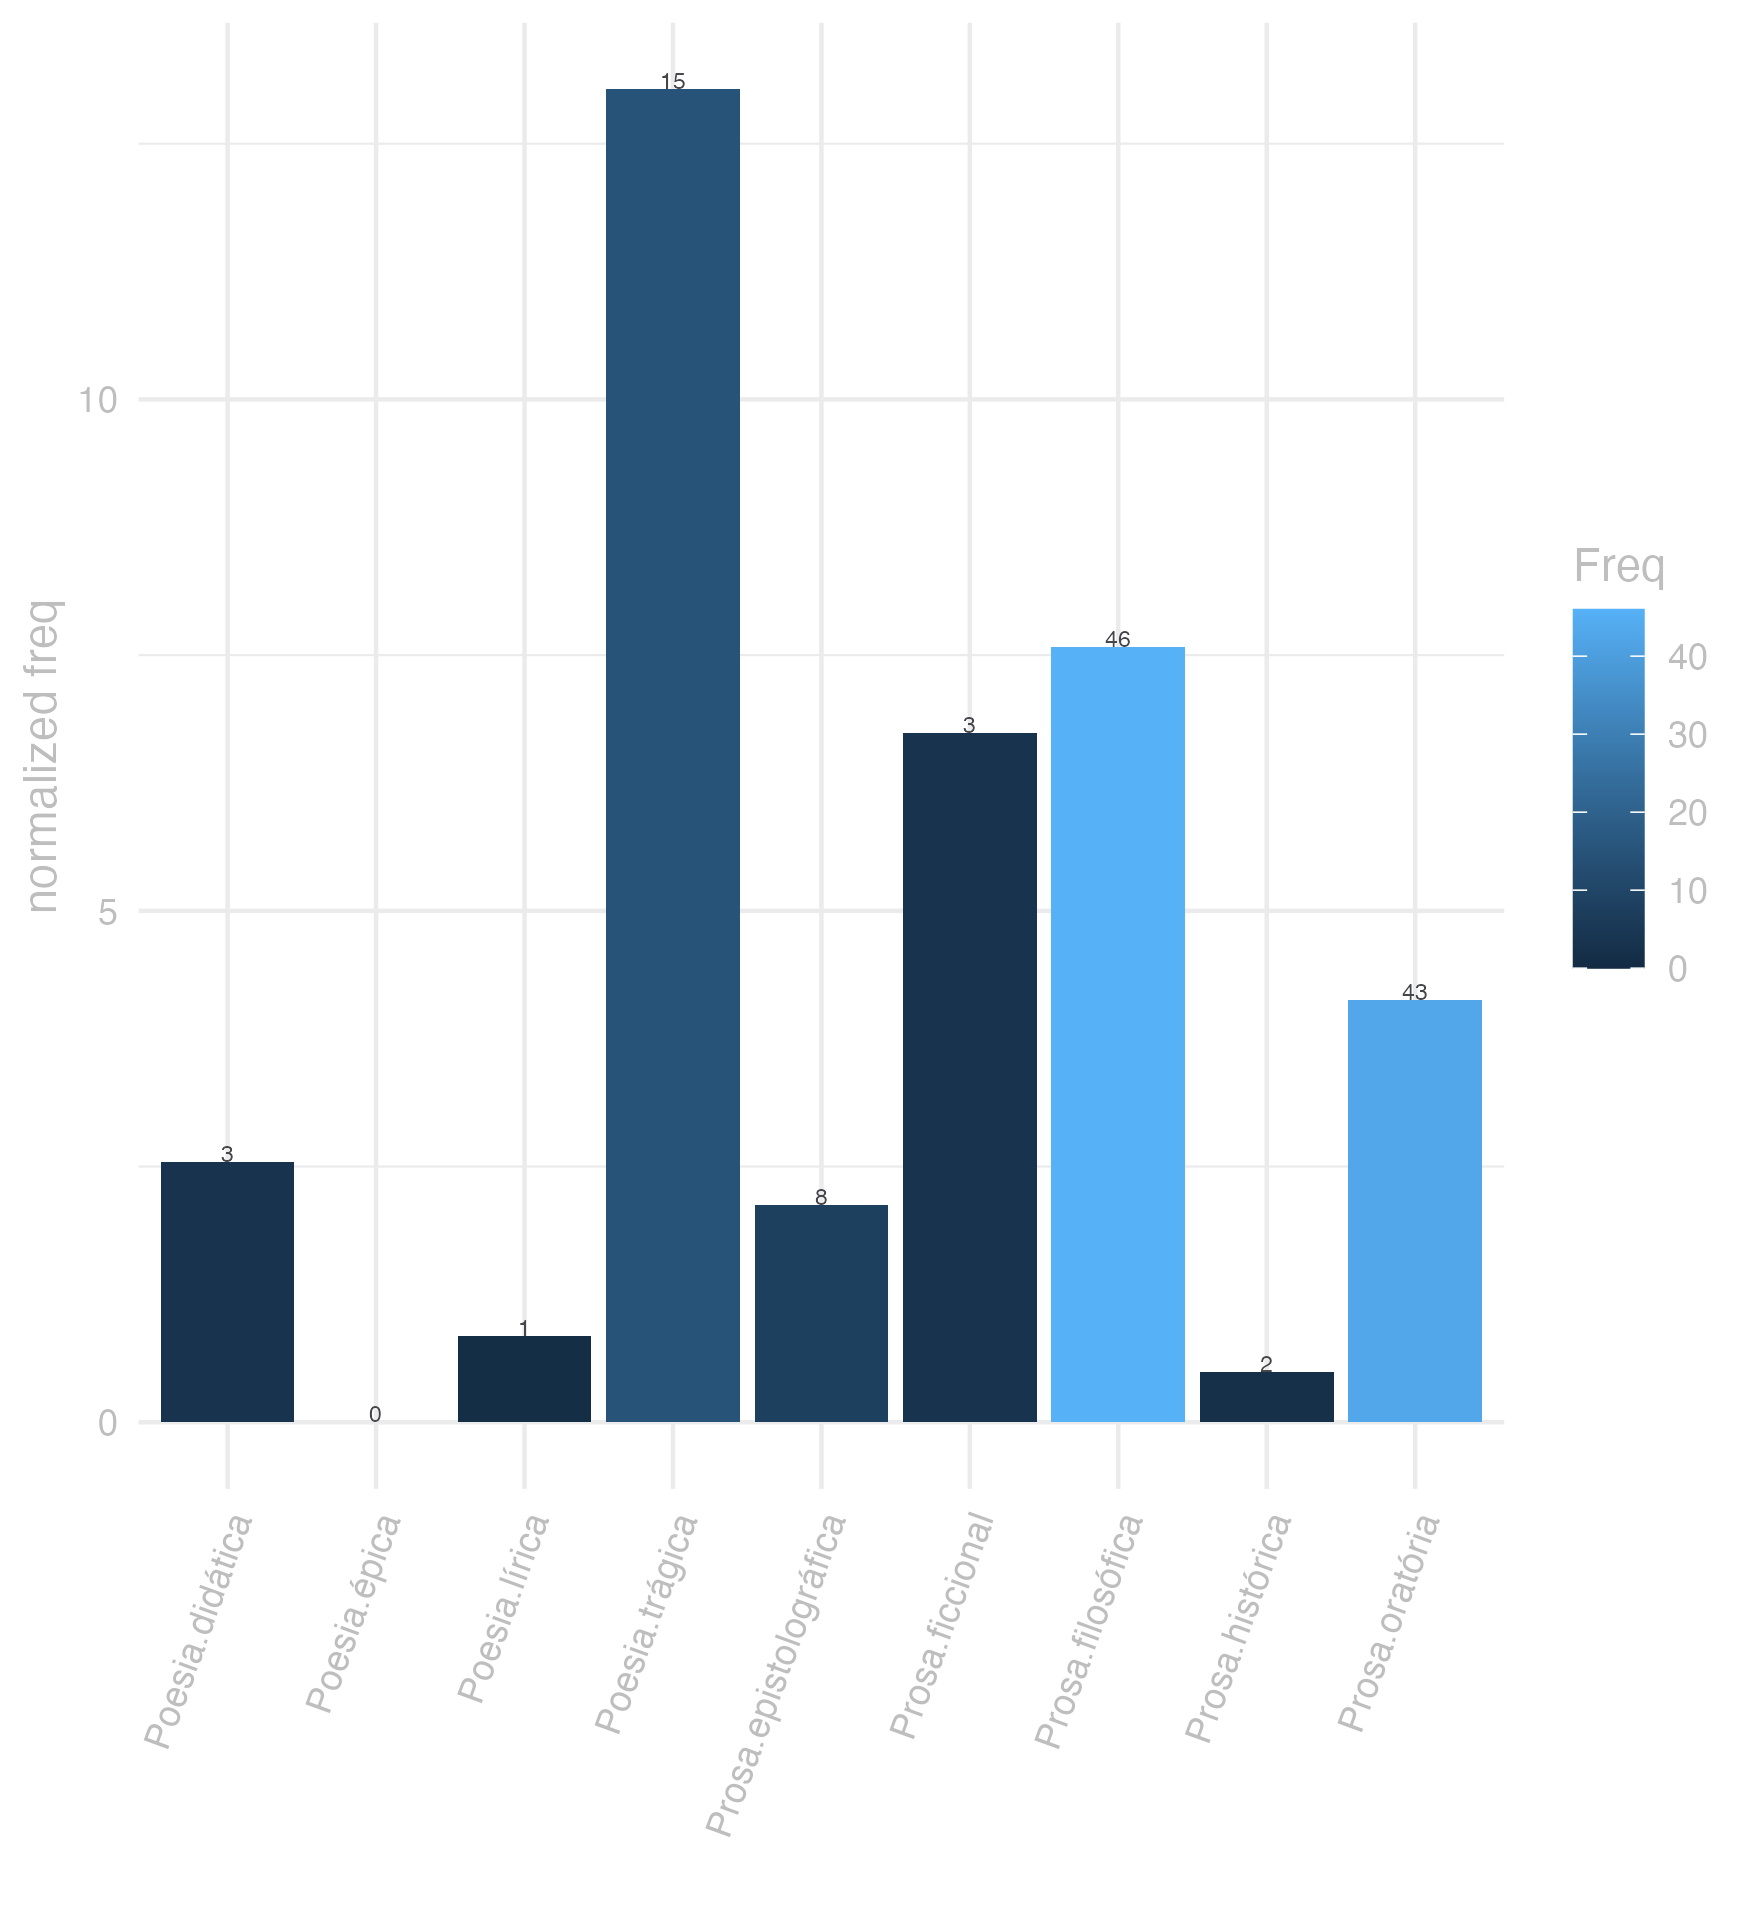 15
46
3
43
3
8
1
2
0
10
5
0
normalized freq
Poesia.didática
Poesia.épica
Poesia.lírica
Poesia.trágica
Prosa.epistolográfica
Prosa.ficcional
Prosa.filosófica
Prosa.histórica
Prosa.oratória
Freq
40
30
20
10
0